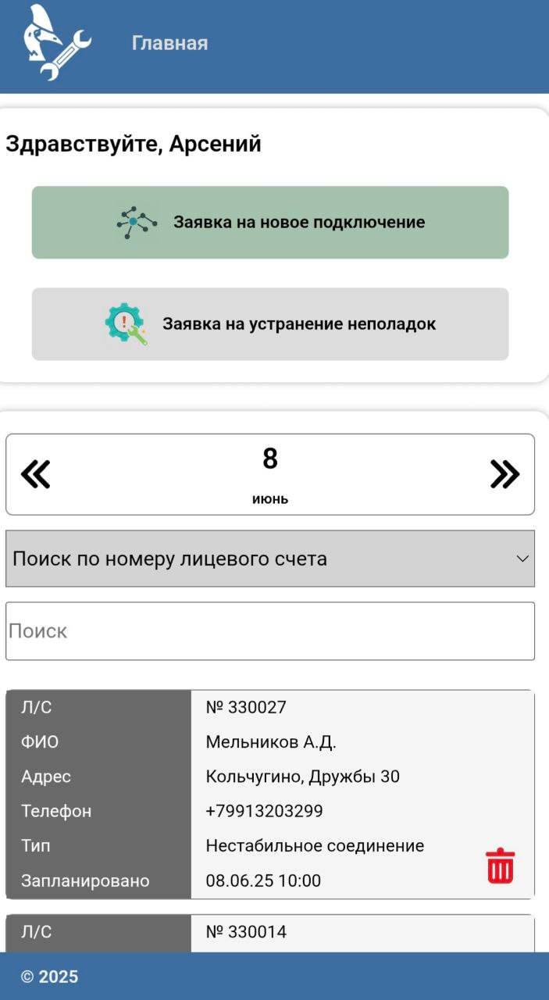 Главная
Здравствуйте, Арсений
Заявка на новое подключение
Заявка на устранение неполадок
8
июнь
Поиск по номеру лицевого счета
Поиск
Л/С № 330027
ФИО Мельников А.Д.
Адрес Кольчугино, Дружбы 30
Телефон +79913203299
Тип Нестабильное соединение
Запланировано 08.06.25 10:00
Л/С № 330014
© 2025